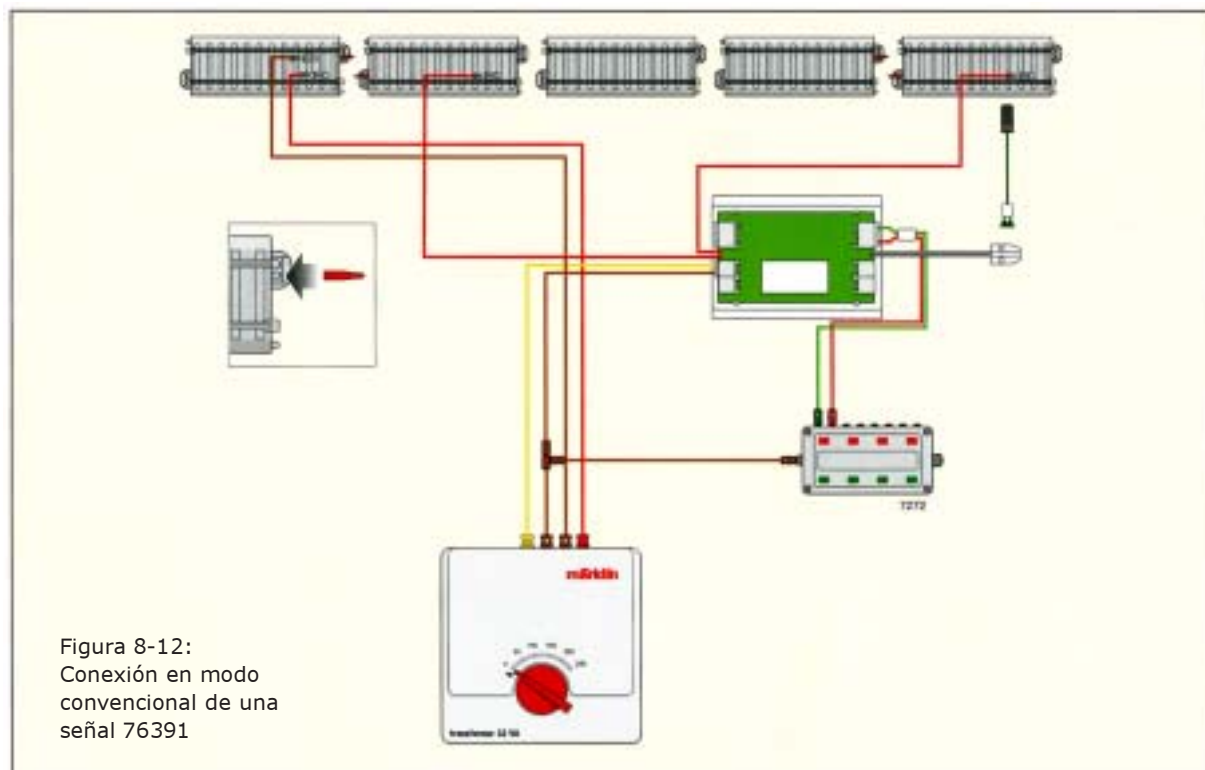 7272
märklin
Figura 8-12:
Conexión en modo
convencional de una
señal 76391